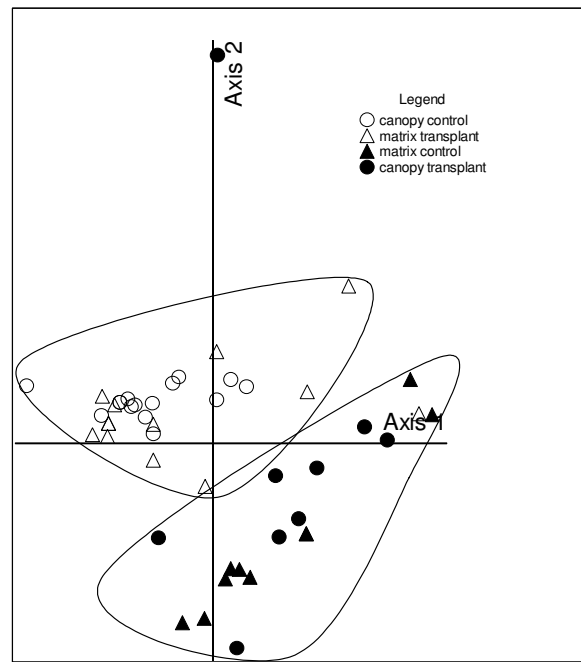 Axis 2
Legend
canopy control
matrix transplant
matrix control
canopy transplant
Axis 1